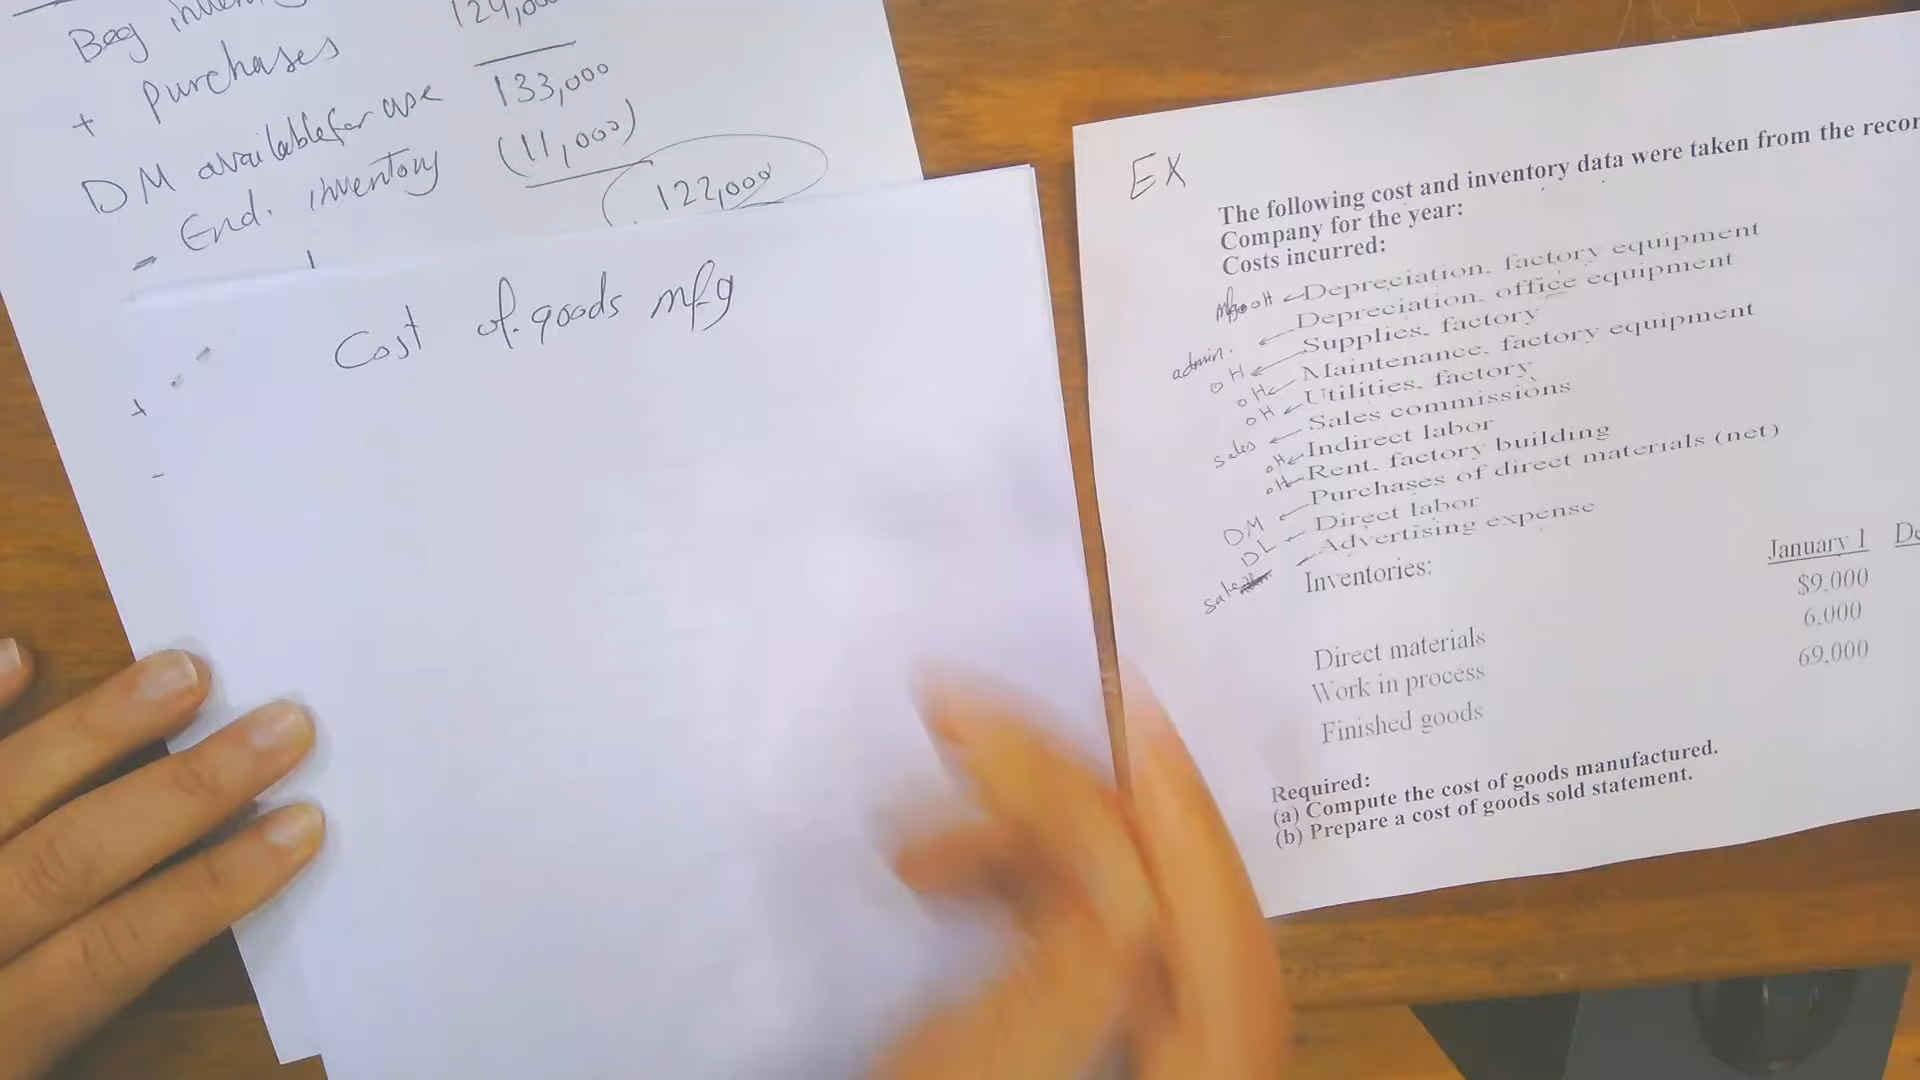 Beg
+ purchases
DM available for use 133,000
- End. inventory (11,000)
122,000
Cost of goods mfg
+
-
EX
The following cost and inventory data were taken from the
Company for the year:
Costs incurred:
mfg OH Depreciation, factory equipment
admin. Depreciation, office equipment
OH Supplies, factory
OH Maintenance, factory equipment
OH Utilities, factory
Sales Sales commissions
OH Indirect labor
OH Rent, factory building
DM Purchases of direct materials (net)
DL Direct labor
Sales Advertising expense
Inventories:
January 1
Direct materials $9,000
Work in process 6,000
Finished goods 69,000
Required:
(a) Compute the cost of goods manufactured.
(b) Prepare a cost of goods sold statement.